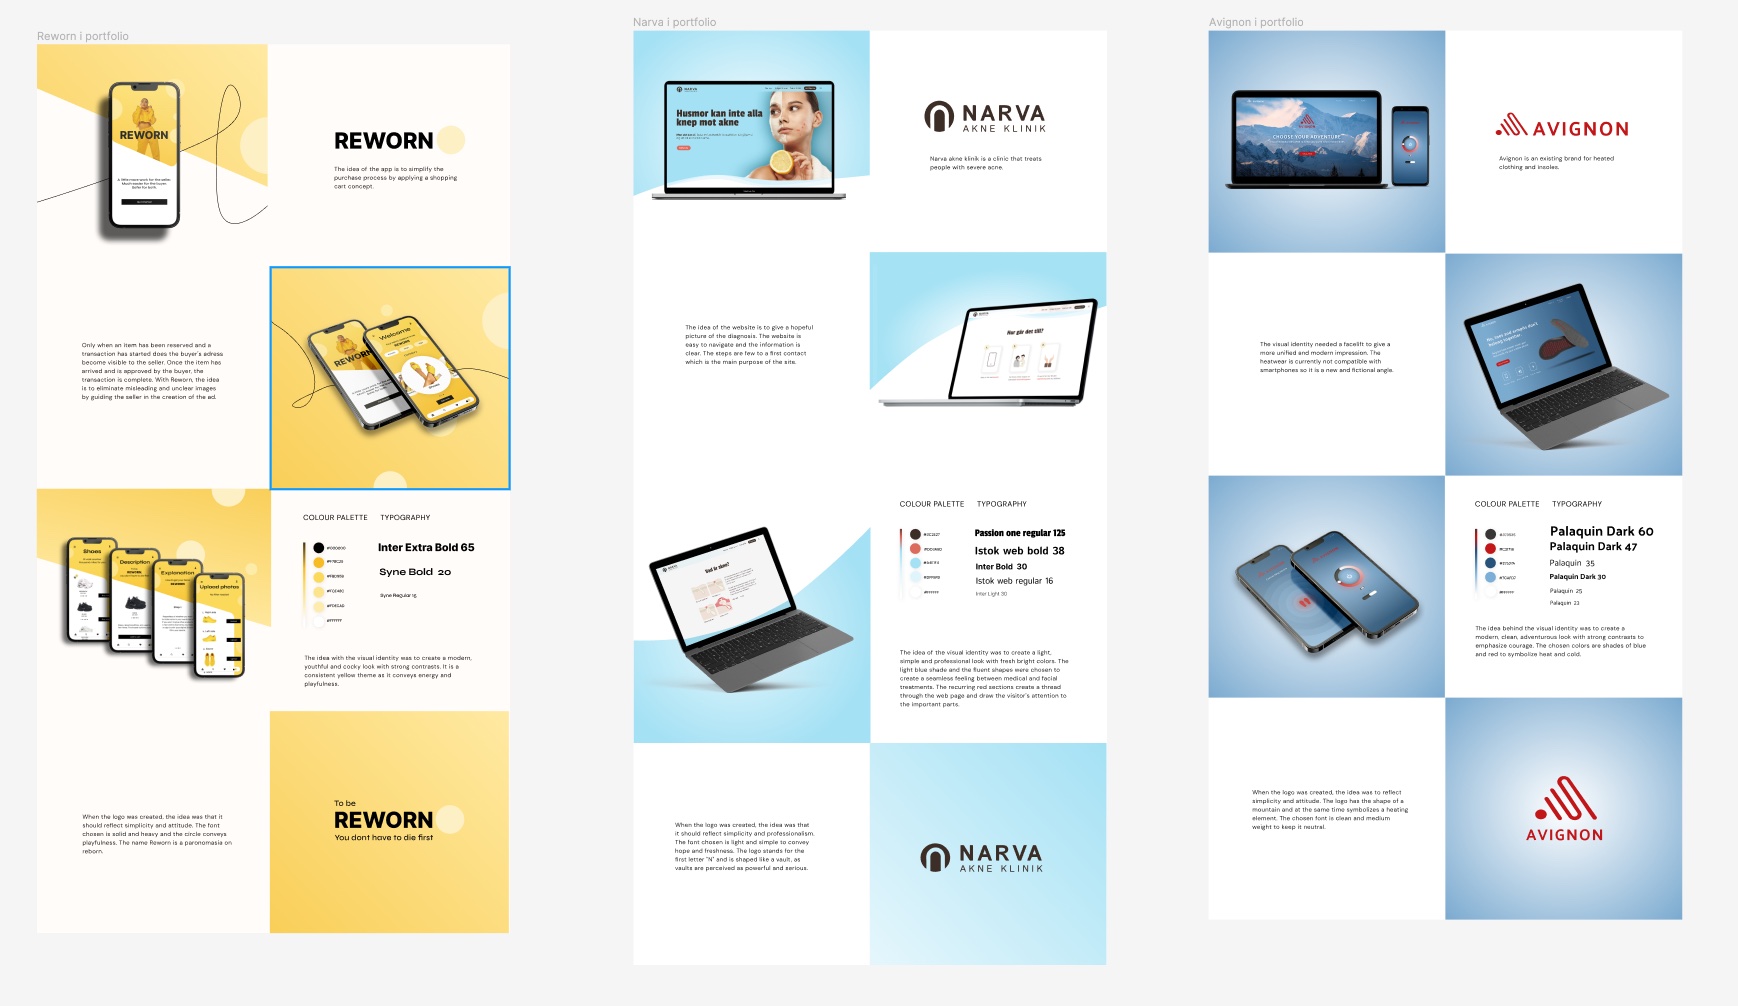 Reworn i portfolio
REWORN
REWORN
The idea of the app is to simplify the
purchase process by applying a shopping
cart concept.
Only when an item has been reserved and a
transaction has started does the buyer's adress
become visible to the seller. Once the item has
arrived and is approved by the buyer, the
transaction is complete. With Reworn, the idea
is to eliminate misleading and unclear images
by guiding the seller in the creation of the ad.
REWORN
Welcome
Shoes
Description
Explanation
Upload photos
COLOUR PALETTE TYPOGRAPHY
Inter Extra Bold 65
Syne Bold 20
Syne Regular 15
#FFFFFF
The idea with the visual identity was to create a modern,
youthful and cocky look with strong contrasts. It is a
consistent yellow theme as it conveys energy and
playfulness.
When the logo was created, the idea was that it
should reflect simplicity and attitude. The font
chosen is solid and heavy and the circle conveys
playfulness. The name Reworn is a paronomasia on
reborn.
To be
REWORN
You dont have to die first
Narva i portfolio
NARVA
Husmor kan inte alla
knep mot akne
NARVA
AKNE KLINIK
Narva akne klinik is a clinic that treats
people with severe acne.
The idea of the website is to give a hopeful
picture of the diagnosis. The website is
easy to navigate and the information is
clear. The steps are few to a first contact
which is the main purpose of the site.
Hur går det till?
Vad är akne?
COLOUR PALETTE TYPOGRAPHY
Passion one regular 125
Istok web bold 38
Inter Bold 30
Istok web regular 16
Inter Light 30
#FFFFFF
The idea of the visual identity was to create a light,
simple and professional look with fresh bright colors. The
light blue shade and the fluent shapes were chosen to
create a seamless feeling between medical and facial
treatments. The recurring red sections create a thread
through the web page and draw the visitor's attention to
the important parts.
When the logo was created, the idea was that
it should reflect simplicity and professionalism.
The font chosen is light and simple to convey
hope and freshness. The logo stands for the
first letter "N" and is shaped like a vault, as
vaults are perceived as powerful and serious.
NARVA
AKNE KLINIK
Avignon i portfolio
CHOOSE YOUR ADVENTURE
AVIGNON
Avignon is an existing brand for heated
clothing and insoles.
The visual identity needed a facelift to give a
more unified and modern impression. The
heatwear is currently not compatible with
smartphones so it is a new and fictional angle.
COLOUR PALETTE TYPOGRAPHY
Palaquin Dark 60
Palaquin Dark 47
Palaquin 35
Palaquin Dark 30
Palaquin 25
Palaquin 23
#FFFFFF
The idea behind the visual identity was to create a
modern, clean, adventurous look with strong contrasts to
emphasize courage. The chosen colors are shades of blue
and red to symbolize heat and cold.
When the logo was created, the idea was to reflect
simplicity and attitude. The logo has the shape of a
mountain and at the same time symbolizes a heating
element. The chosen font is clean and medium
weight to keep it neutral.
AVIGNON